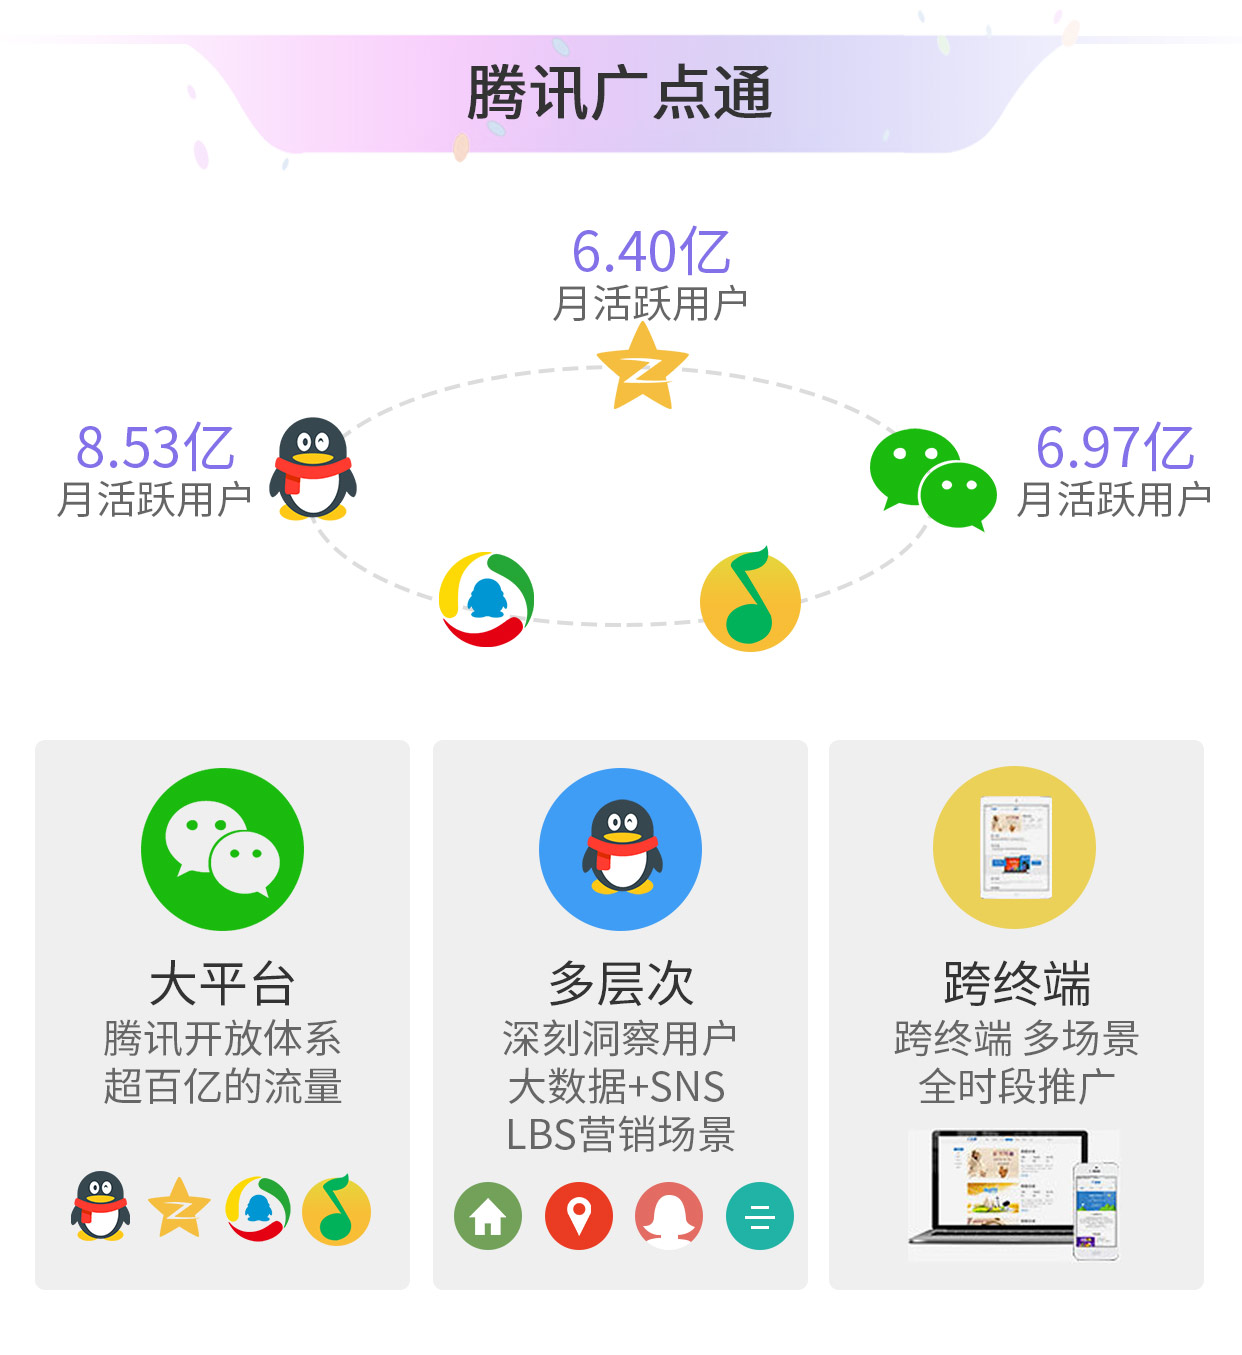 腾讯广点通
6.40亿
月活跃用户
8.53亿
月活跃用户
6.97亿
月活跃用户
大平台
腾讯开放体系
超百亿的流量
多层次
深刻洞察用户
大数据+SNS
LBS营销场景
跨终端
跨终端 多场景
全时段推广